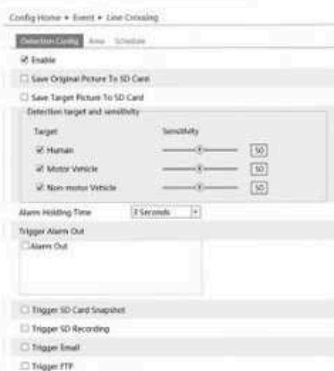 Config Home ▸ Event ▸ Line Crossing
Detection Config Area Schedule
Enable
Save Original Picture To SD Card
Save Target Picture To SD Card
Detection target and sensitivity
Target Sensitivity
Human 50
Motor Vehicle 50
Non-motor Vehicle 50
Alarm Holding Time 3 Seconds
Trigger Alarm Out
Alarm Out
Trigger SD Card Snapshot
Trigger SD Recording
Trigger Email
Trigger FTP